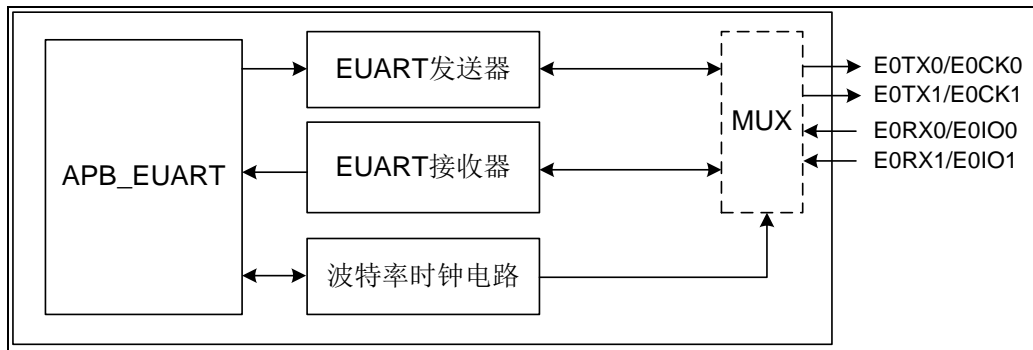 EUART发送器
E0TX0/E0CK0
E0TX1/E0CK1
MUX
E0RX0/E0IO0
E0RX1/E0IO1
APB_EUART
EUART接收器
波特率时钟电路